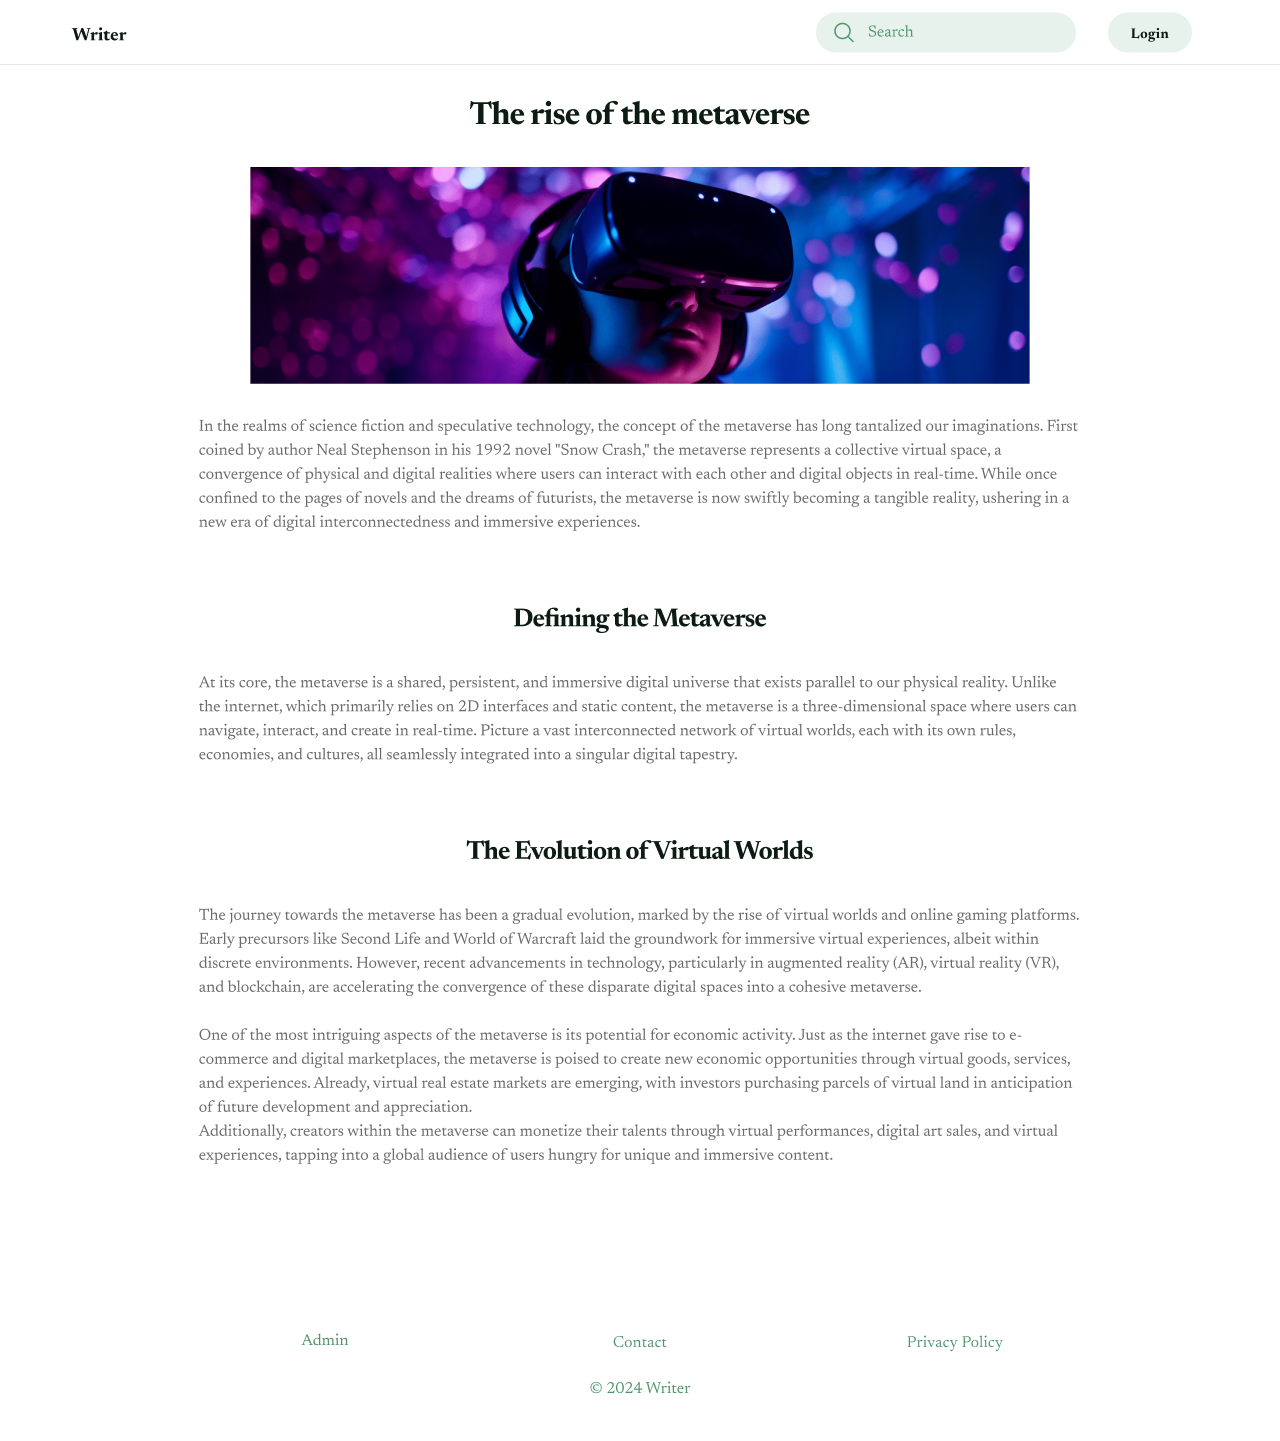 Writer
Search
Login
The rise of the metaverse
In the realms of science fiction and speculative technology, the concept of the metaverse has long tantalized our imaginations. First
coined by author Neal Stephenson in his 1992 novel "Snow Crash," the metaverse represents a collective virtual space, a
convergence of physical and digital realities where users can interact with each other and digital objects in real-time. While once
confined to the pages of novels and the dreams of futurists, the metaverse is now swiftly becoming a tangible reality, ushering in a
new era of digital interconnectedness and immersive experiences.
Defining the Metaverse
At its core, the metaverse is a shared, persistent, and immersive digital universe that exists parallel to our physical reality. Unlike
the internet, which primarily relies on 2D interfaces and static content, the metaverse is a three-dimensional space where users can
navigate, interact, and create in real-time. Picture a vast interconnected network of virtual worlds, each with its own rules,
economies, and cultures, all seamlessly integrated into a singular digital tapestry.
The Evolution of Virtual Worlds
The journey towards the metaverse has been a gradual evolution, marked by the rise of virtual worlds and online gaming platforms.
Early precursors like Second Life and World of Warcraft laid the groundwork for immersive virtual experiences, albeit within
discrete environments. However, recent advancements in technology, particularly in augmented reality (AR), virtual reality (VR),
and blockchain, are accelerating the convergence of these disparate digital spaces into a cohesive metaverse.
One of the most intriguing aspects of the metaverse is its potential for economic activity. Just as the internet gave rise to e-
commerce and digital marketplaces, the metaverse is poised to create new economic opportunities through virtual goods, services,
and experiences. Already, virtual real estate markets are emerging, with investors purchasing parcels of virtual land in anticipation
of future development and appreciation.
Additionally, creators within the metaverse can monetize their talents through virtual performances, digital art sales, and virtual
experiences, tapping into a global audience of users hungry for unique and immersive content.
Admin
Contact
Privacy Policy
© 2024 Writer